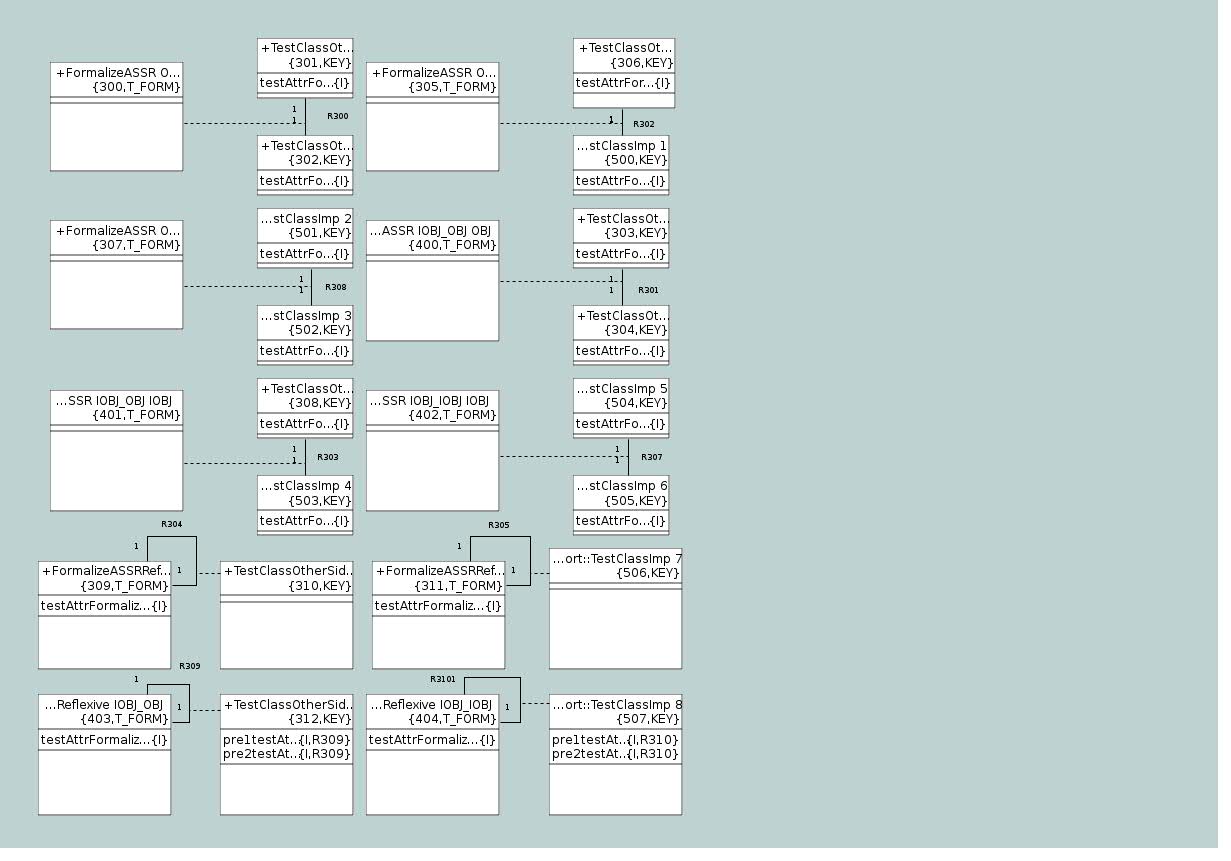 +FormalizeASSR O...
{300,T_FORM}
+TestClassOt...
{301,KEY}
testAttrFo...{I}
1
1
R300
+TestClassOt...
{302,KEY}
testAttrFo...{I}
+FormalizeASSR O...
{305,T_FORM}
+TestClassOt...
{306,KEY}
testAttrFor...{I}
1
R302
...stClassImp 1
{500,KEY}
testAttrFo...{I}
+FormalizeASSR O...
{307,T_FORM}
...stClassImp 2
{501,KEY}
testAttrFo...{I}
1
1
R308
...stClassImp 3
{502,KEY}
testAttrFo...{I}
...ASSR IOBJ_OBJ OBJ
{400,T_FORM}
+TestClassOt...
{303,KEY}
testAttrFo...{I}
1
1
R301
+TestClassOt...
{304,KEY}
testAttrFo...{I}
...SSR IOBJ_OBJ IOBJ
{401,T_FORM}
+TestClassOt...
{308,KEY}
testAttrFo...{I}
1
1
R303
...stClassImp 4
{503,KEY}
testAttrFo...{I}
...SSR IOBJ_IOBJ IOBJ
{402,T_FORM}
...stClassImp 5
{504,KEY}
testAttrFo...{I}
1
1
R307
...stClassImp 6
{505,KEY}
testAttrFo...{I}
R304
1
+FormalizeASSRRef...
{309,T_FORM}
testAttrFormaliz...{I}
1
+TestClassOtherSid...
{310,KEY}
R305
1
+FormalizeASSRRef...
{311,T_FORM}
testAttrFormaliz...{I}
1
...ort::TestClassImp 7
{506,KEY}
R309
1
...Reflexive IOBJ_OBJ
{403,T_FORM}
testAttrFormaliz...{I}
1
+TestClassOtherSid...
{312,KEY}
pre1testAt...{I,R309}
pre2testAt...{I,R309}
R3101
...Reflexive IOBJ_IOBJ
{404,T_FORM}
testAttrFormaliz...{I}
1
...ort::TestClassImp 8
{507,KEY}
pre1testAt...{I,R310}
pre2testAt...{I,R310}